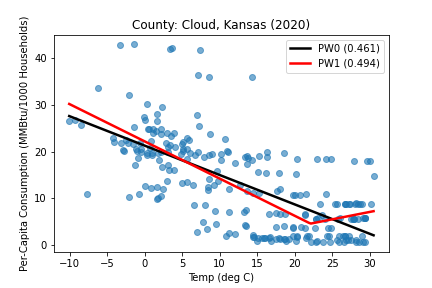 County: Cloud, Kansas (2020)
Per-Capita Consumption (MMBtu/1000 Households)
40
30
20
10
0
PW0 (0.461)
PW1 (0.494)
−10 −5 0 5 10 15 20 25 30
Temp (deg C)